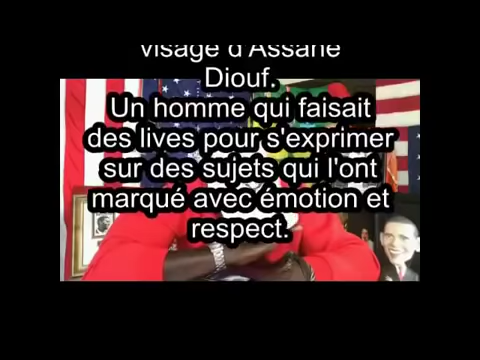 visage d'Assane
Diouf.
Un homme qui faisait
des lives pour s'exprimer
sur des sujets qui l'ont
marqué avec émotion et
respect.